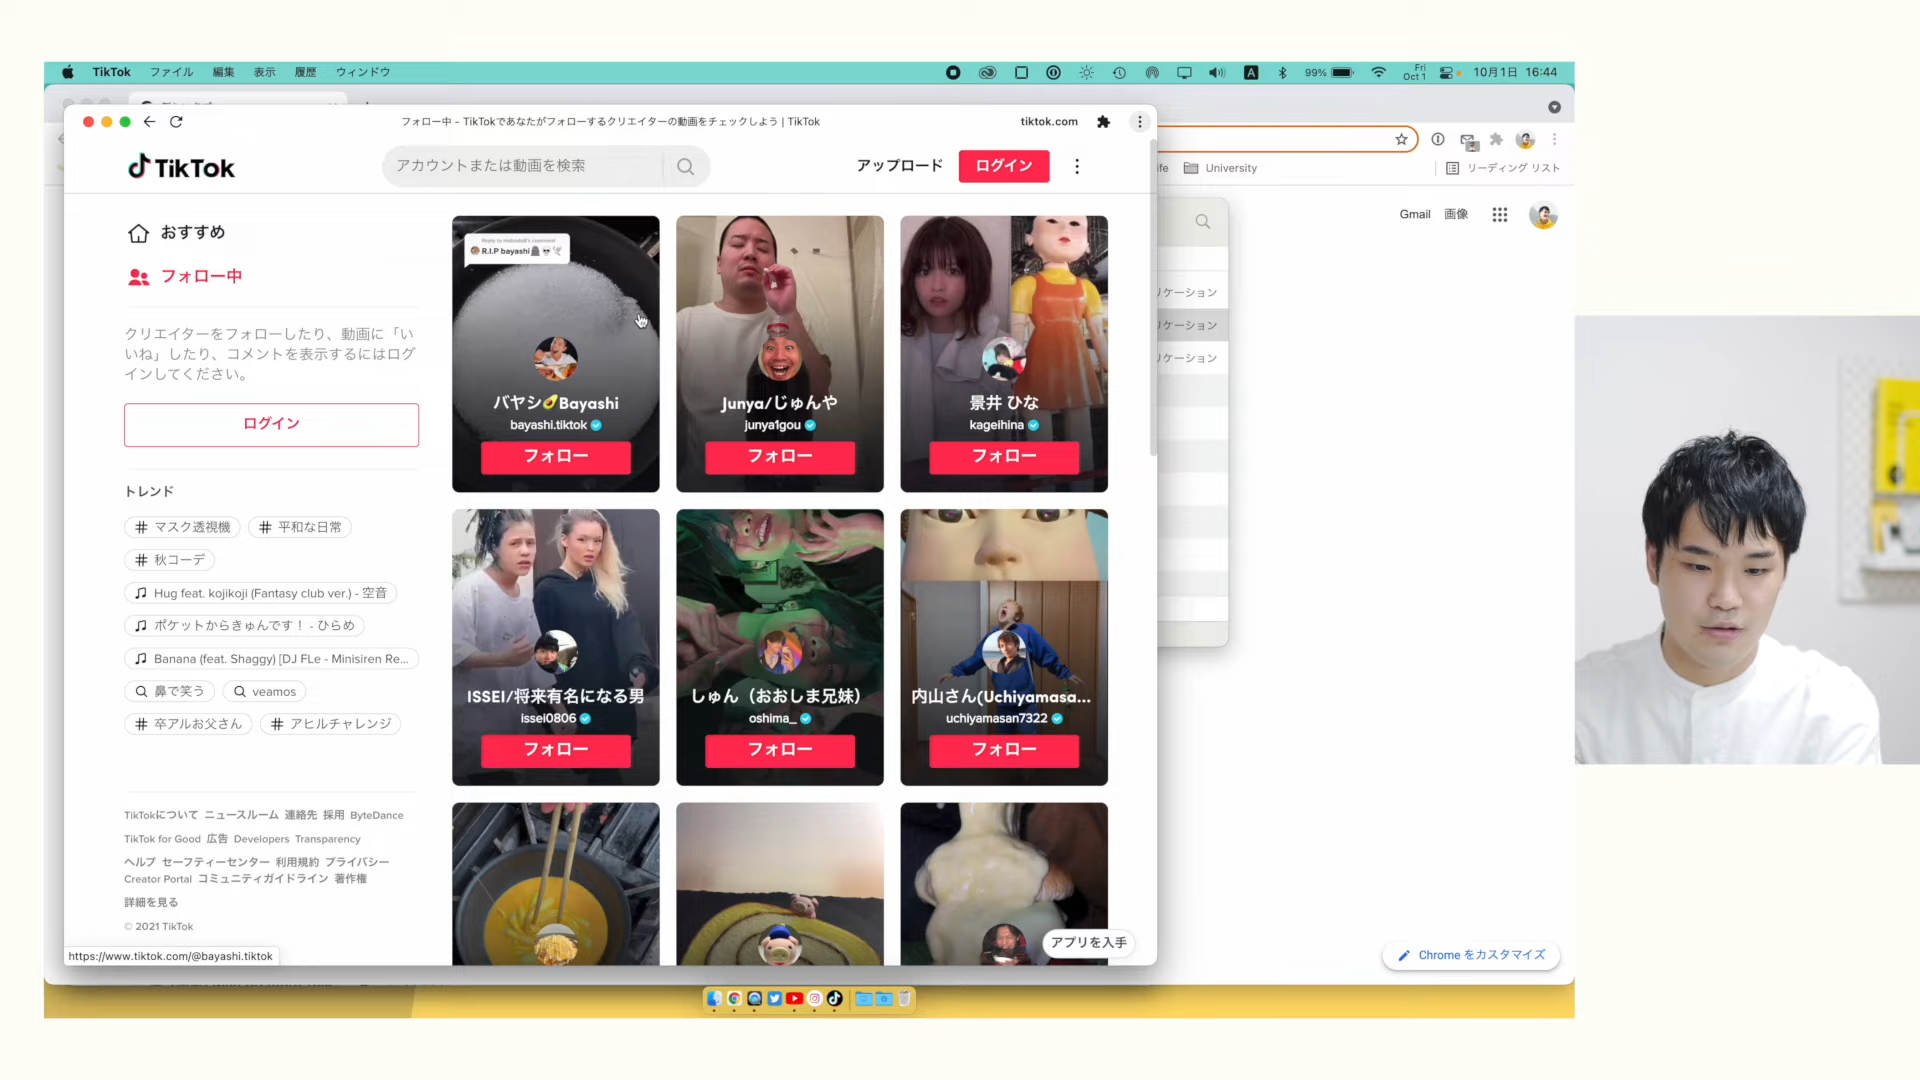 TikTok ファイル 編集 表示 履歴 ウィンドウ
99% Fri Oct 1 10月1日 16:44
フォロー中 - TikTokであなたがフォローするクリエイターの動画をチェックしよう | TikTok
tiktok.com
TikTok
アカウントまたは動画を検索
アップロード
ログイン
University
リーディング リスト
Gmail 画像
おすすめ
フォロー中
クリエイターをフォローしたり、動画に「い
いね」したり、コメントを表示するにはログ
インしてください。
ログイン
トレンド
# マスク透視機 # 平和な日常
# 秋コーデ
Hug feat. kojikoji (Fantasy club ver.) - 空音
ポケットからきゅんです！ - ひらめ
Banana (feat. Shaggy) [DJ FLe - Minisiren Re...
鼻で笑う veamos
# 卒アルお父さん # アヒルチャレンジ
TikTokについて ニュースルーム 連絡先 採用 ByteDance
TikTok for Good 広告 Developers Transparency
ヘルプ セーフティーセンター 利用規約 プライバシー
Creator Portal コミュニティガイドライン 著作権
詳細を見る
© 2021 TikTok
https://www.tiktok.com/@bayashi.tiktok
R.I.P bayashi
バヤシ🥑Bayashi
bayashi.tiktok
フォロー
Junya/じゅんや
junya1gou
フォロー
景井 ひな
kageihina
フォロー
ISSEI/将来有名になる男
issei0806
フォロー
しゅん（おおしま兄妹）
oshima_
フォロー
内山さん(Uchiyamasa...
uchiyamasan7322
フォロー
アプリを入手
リケーション
リケーション
リケーション
Chrome をカスタマイズ